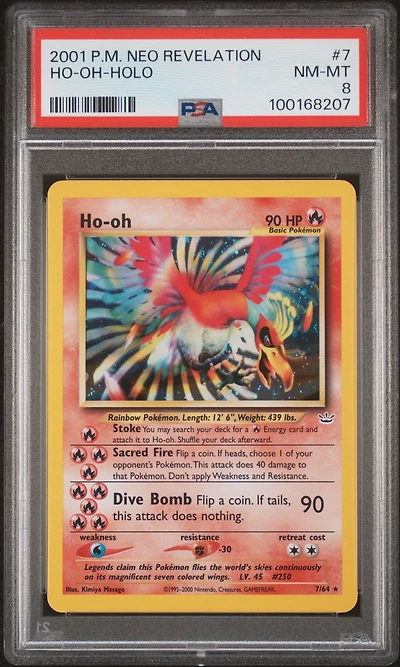 2001 P.M. NEO REVELATION #7
HO-OH-HOLO NM-MT
8
100168207
PSA
Ho-oh 90 HP
Basic Pokémon
Rainbow Pokémon. Length: 12' 6", Weight: 439 lbs.
Stoke You may search your deck for a Energy card and
attach it to Ho-oh. Shuffle your deck afterward.
Sacred Fire Flip a coin. If heads, choose 1 of your
opponent's Pokémon. This attack does 40 damage to
that Pokémon. Don't apply Weakness and Resistance.
Dive Bomb Flip a coin. If tails, 90
this attack does nothing.
weakness resistance retreat cost
-30
Legends claim this Pokémon flies the world's skies continuously
on its magnificent seven colored wings. LV. 45 #250
Illus. Kimiya Masago ©1995-2000 Nintendo, Creatures, GAMEFREAK. 7/64 ★